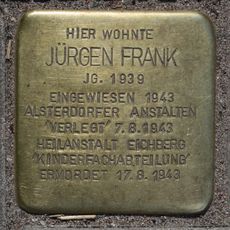 HIER WOHNTE
JÜRGEN FRANK
JG. 1939
EINGEWIESEN 1943
ALSTERDORFER ANSTALTEN
'VERLEGT' 7.8.1943
HEILANSTALT EICHBERG
'KINDERFACHABTEILUNG'
ERMORDET 17.8.1943